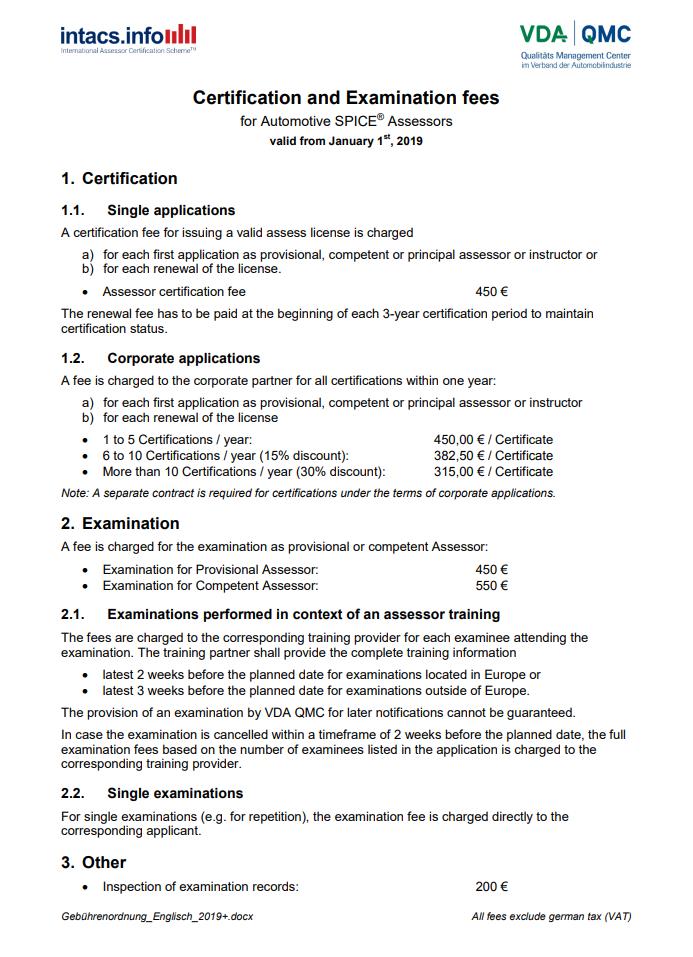 intacs.info
International Assessor Certification Scheme™
VDA QMC
Qualitäts Management Center
im Verband der Automobilindustrie
Certification and Examination fees
for Automotive SPICE® Assessors
valid from January 1st, 2019
1. Certification
1.1. Single applications
A certification fee for issuing a valid assess license is charged
a) for each first application as provisional, competent or principal assessor or instructor or
b) for each renewal of the license.
• Assessor certification fee 450 €
The renewal fee has to be paid at the beginning of each 3-year certification period to maintain
certification status.
1.2. Corporate applications
A fee is charged to the corporate partner for all certifications within one year:
a) for each first application as provisional, competent or principal assessor or instructor
b) for each renewal of the license
• 1 to 5 Certifications / year: 450,00 € / Certificate
• 6 to 10 Certifications / year (15% discount): 382,50 € / Certificate
• More than 10 Certifications / year (30% discount): 315,00 € / Certificate
Note: A separate contract is required for certifications under the terms of corporate applications.
2. Examination
A fee is charged for the examination as provisional or competent Assessor:
• Examination for Provisional Assessor: 450 €
• Examination for Competent Assessor: 550 €
2.1. Examinations performed in context of an assessor training
The fees are charged to the corresponding training provider for each examinee attending the
examination. The training partner shall provide the complete training information
• latest 2 weeks before the planned date for examinations located in Europe or
• latest 3 weeks before the planned date for examinations outside of Europe.
The provision of an examination by VDA QMC for later notifications cannot be guaranteed.
In case the examination is cancelled within a timeframe of 2 weeks before the planned date, the full
examination fees based on the number of examinees listed in the application is charged to the
corresponding training provider.
2.2. Single examinations
For single examinations (e.g. for repetition), the examination fee is charged directly to the
corresponding applicant.
3. Other
• Inspection of examination records: 200 €
Gebührenordnung_Englisch_2019+.docx All fees exclude german tax (VAT)